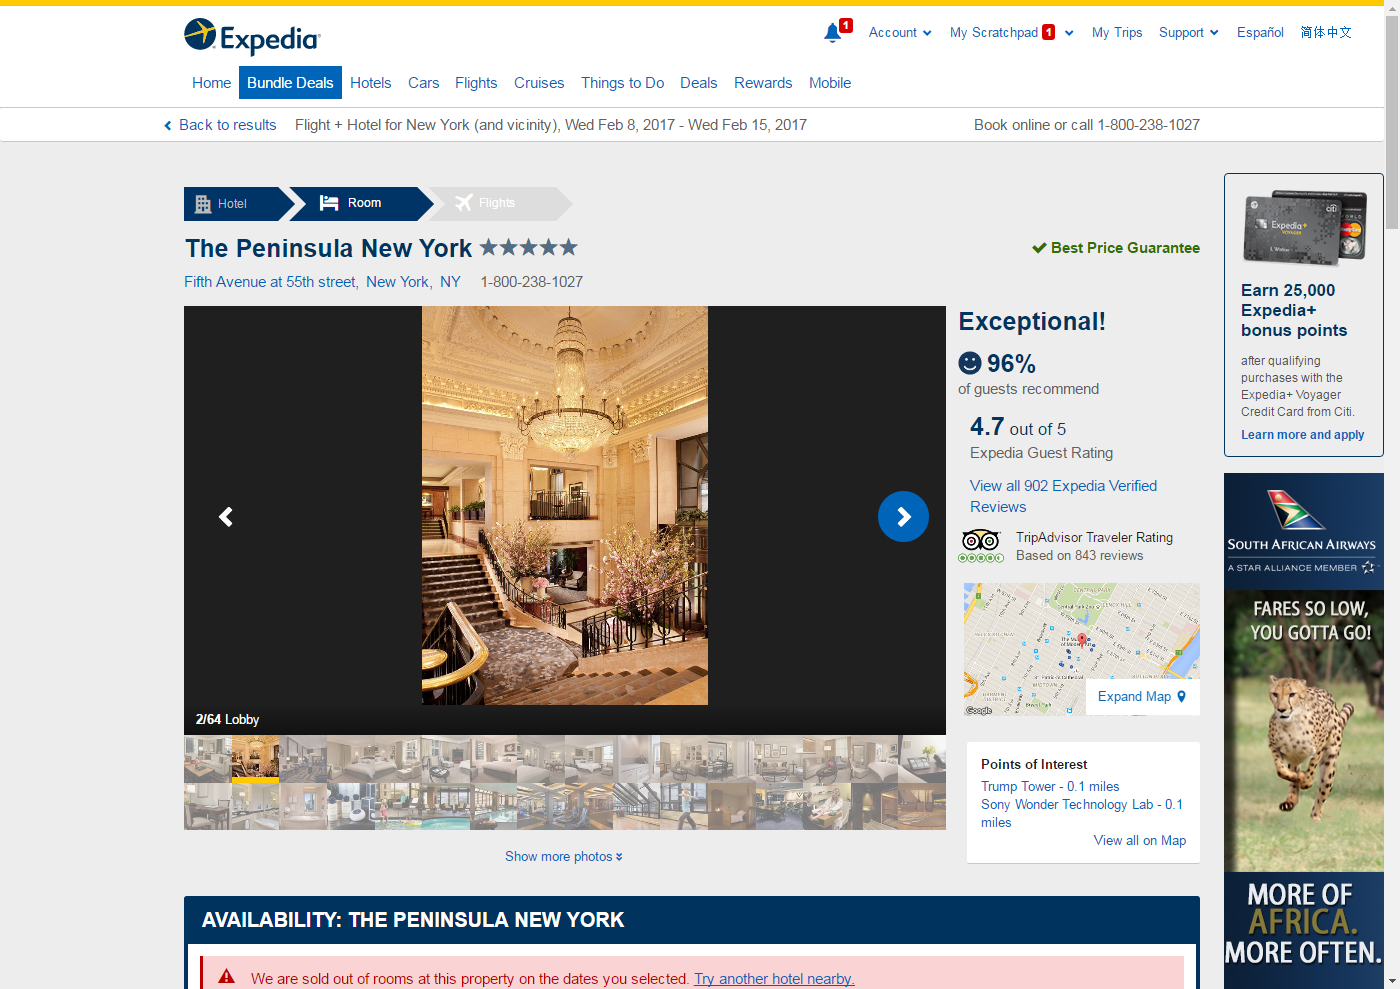 Expedia
1
Account
My Scratchpad 1
My Trips
Support
Español
简体中文
Home
Bundle Deals
Hotels
Cars
Flights
Cruises
Things to Do
Deals
Rewards
Mobile
Back to results
Flight + Hotel for New York (and vicinity), Wed Feb 8, 2017 - Wed Feb 15, 2017
Book online or call 1-800-238-1027
Hotel
Room
Flights
The Peninsula New York
Best Price Guarantee
Fifth Avenue at 55th street, New York, NY 1-800-238-1027
2/64 Lobby
Show more photos
Exceptional!
96%
of guests recommend
4.7 out of 5
Expedia Guest Rating
View all 902 Expedia Verified
Reviews
TripAdvisor Traveler Rating
Based on 843 reviews
Google
Expand Map
Points of Interest
Trump Tower - 0.1 miles
Sony Wonder Technology Lab - 0.1
miles
View all on Map
citi
Expedia+
VOYAGER
Earn 25,000
Expedia+
bonus points
after qualifying
purchases with the
Expedia+ Voyager
Credit Card from Citi.
Learn more and apply
SOUTH AFRICAN AIRWAYS
A STAR ALLIANCE MEMBER
FARES SO LOW,
YOU GOTTA GO!
MORE OF
AFRICA.
MORE OFTEN.
AVAILABILITY: THE PENINSULA NEW YORK
We are sold out of rooms at this property on the dates you selected. Try another hotel nearby.